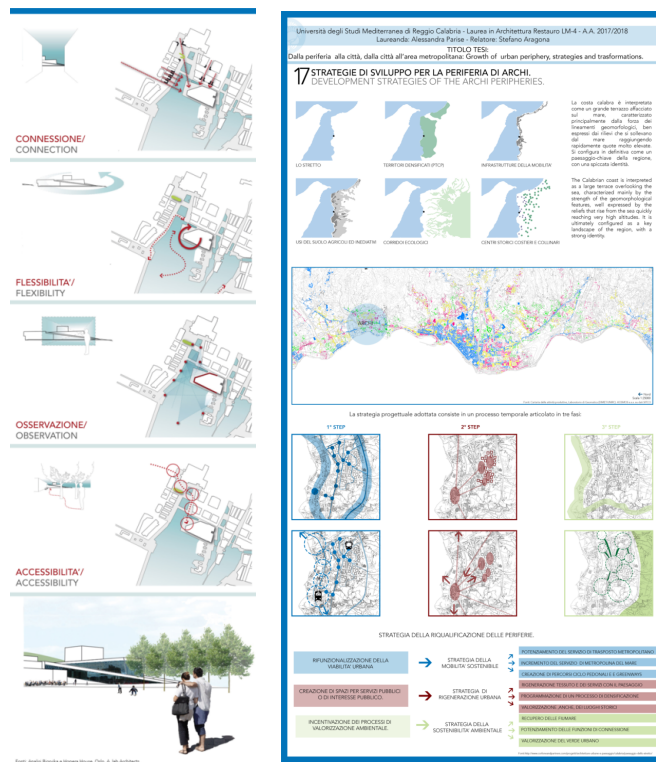 CONNESSIONE/
CONNECTION
FLESSIBILITA'/
FLEXIBILITY
OSSERVAZIONE/
OBSERVATION
ACCESSIBILITA'/
ACCESSIBILITY
Università degli Studi Mediterranea di Reggio Calabria - Laurea in Architettura Restauro LM-4 - A.A. 2017/2018
Laureanda: Alessandra Parise - Relatore: Stefano Aragona
TITOLO TESI:
Dalla periferia alla città, dalla città all'area metropolitana: Growth of urban periphery, strategies and trasformations.
17 STRATEGIE DI SVILUPPO PER LA PERIFERIA DI ARCHI.
DEVELOPMENT STRATEGIES OF THE ARCHI PERIPHERIES.
LO STRETTO
TERRITORI DENSIFICATI (PTCP)
INFRASTRUTTURE DELLA MOBILITA'
La costa calabra è interpretata
come un grande terrazzo affacciato
sul mare, caratterizzato
principalmente dalla forza dei
lineamenti geomorfologici, ben
espressi dai rilievi che si sollevano
dal mare raggiungendo
rapidamente quote molto elevate.
Si configura in definitiva come un
paesaggio-chiave della regione,
con una spiccata identità.
USI DEL SUOLO AGRICOLI ED INEDIATIVI
CORRIDOI ECOLOGICI
CENTRI STORICI COSTIERI E COLLINARI
The Calabrian coast is interpreted
as a large terrace overlooking the
sea, characterized mainly by the
strength of the geomorphological
features, well expressed by the
reliefs that rise from the sea quickly
reaching very high altitudes. It is
ultimately configured as a key
landscape of the region, with a
strong identity.
ARCHI
La strategia progettuale adottata consiste in un processo temporale articolato in tre fasi:
1° STEP
2° STEP
3° STEP
STRATEGIA DELLA RIQUALIFICAZIONE DELLE PERIFERIE.
RIFUNZIONALIZZAZIONE DELLA
VIABILITA' URBANA
STRATEGIA DELLA
MOBILITA' SOSTENIBILE
POTENZIAMENTO DEL SERVIZIO DI TRASPOSTO METROPOLITANO
INCREMENTO DEL SERVIZIO DI METROPOLINA DEL MARE
CREAZIONE DI PERCORSI CICLO PEDONALI E E GREENWAYS
CREAZIONE DI SPAZI PER SERVIZI PUBBLICI
O DI INTERESSE PUBBLICO.
STRATEGIA DI
RIGENERAZIONE URBANA
RIGENERAZIONE TESSUTO E DEI SERVIZI CON IL PAESAGGIO
PROGRAMMAZIONE DI UN PROCESSO DI DENSIFICAZIONE
VALORIZZAZIONE ,ANCHE, DEI LUOGHI STORICI
INCENTIVAZIONE DEI PROCESSI DI
VALORIZZAZIONE AMBIENTALE.
STRATEGIA DELLA
SOSTENIBILITA' AMBIENTALE
RECUPERO DELLE FIUMARE
POTENZIAMENTO DELLE FUNZIONI DI CONNESSIONE
VALORIZZAZIONE DEL VERDE URBANO